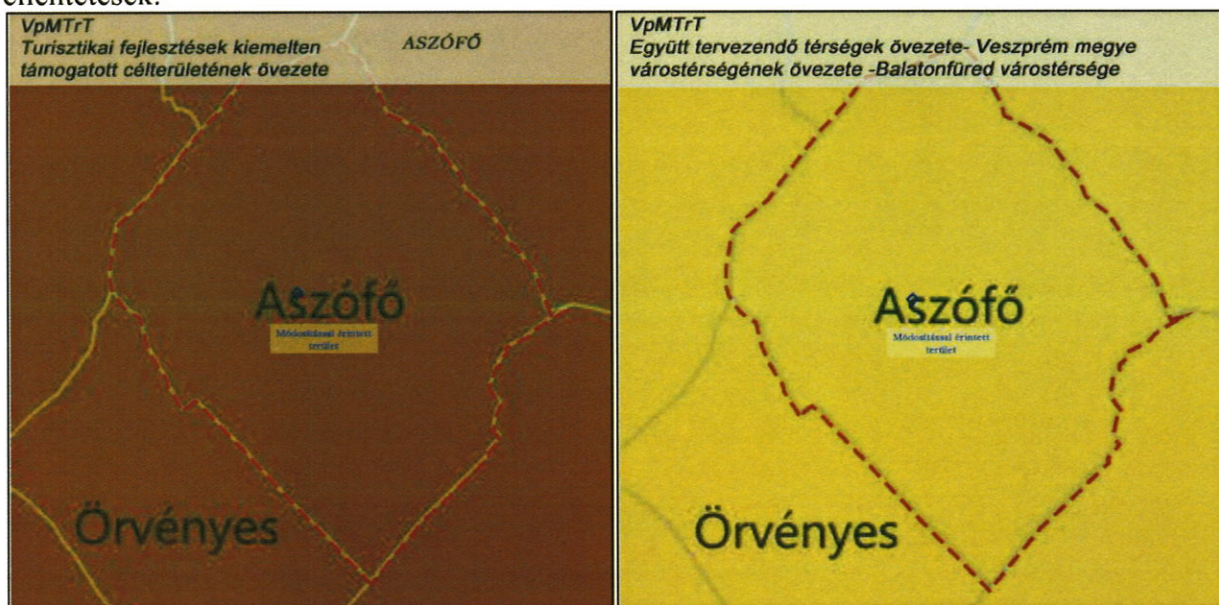 ellentétesek.
VpMTrT
Turisztikai fejlesztések kiemelten
támogatott célterületének övezete
ASZÓFŐ
Aszófő
Módosítással érintett
terület
Örvényes
VpMTrT
Együtt tervezendő térségek övezete- Veszprém megye
várostérségének övezete -Balatonfüred várostérsége
Aszófő
Módosítással érintett
terület
Örvényes